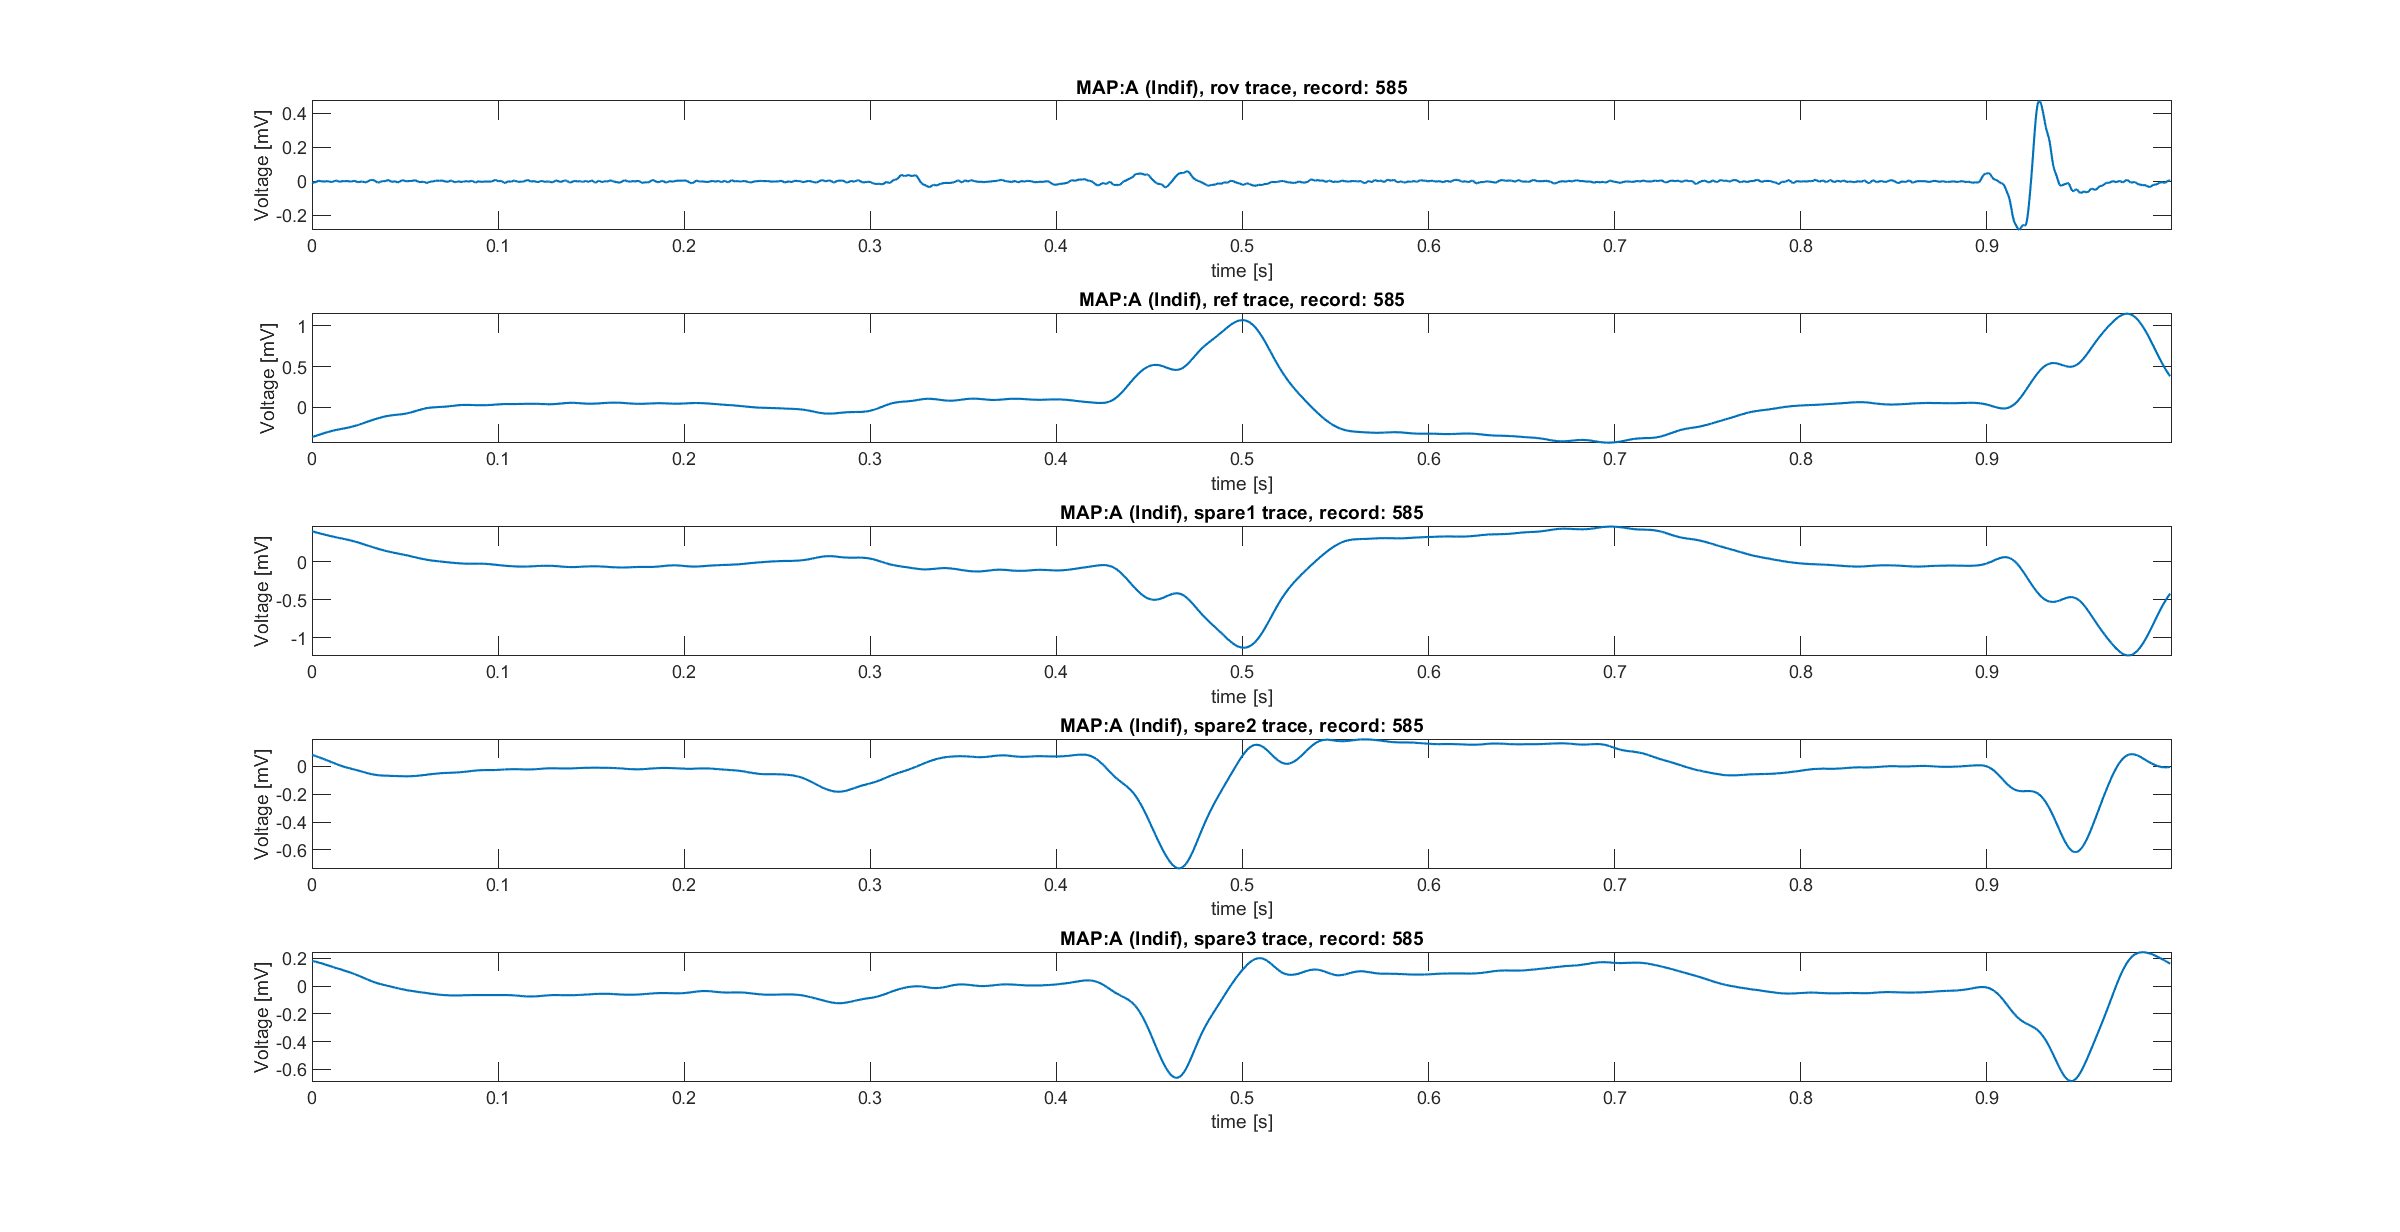 MAP:A (Indif), rov trace, record: 585
Voltage [mV]
0.4
0.2
0
-0.2
0 0.1 0.2 0.3 0.4 0.5 0.6 0.7 0.8 0.9
time [s]
MAP:A (Indif), ref trace, record: 585
Voltage [mV]
1
0.5
0
0 0.1 0.2 0.3 0.4 0.5 0.6 0.7 0.8 0.9
time [s]
MAP:A (Indif), spare1 trace, record: 585
Voltage [mV]
0
-0.5
-1
0 0.1 0.2 0.3 0.4 0.5 0.6 0.7 0.8 0.9
time [s]
MAP:A (Indif), spare2 trace, record: 585
Voltage [mV]
0
-0.2
-0.4
-0.6
0 0.1 0.2 0.3 0.4 0.5 0.6 0.7 0.8 0.9
time [s]
MAP:A (Indif), spare3 trace, record: 585
Voltage [mV]
0.2
0
-0.2
-0.4
-0.6
0 0.1 0.2 0.3 0.4 0.5 0.6 0.7 0.8 0.9
time [s]